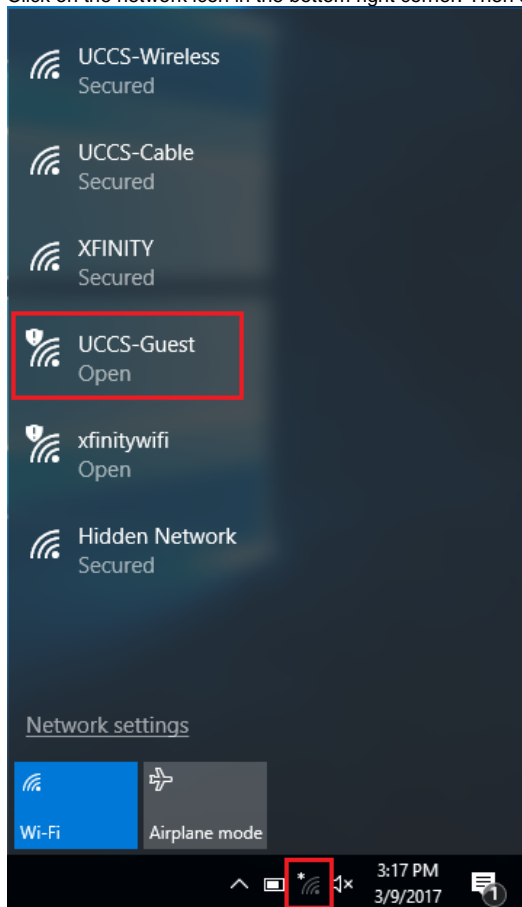 UCCS-Wireless
Secured
UCCS-Cable
Secured
XFINITY
Secured
UCCS-Guest
Open
xfinitywifi
Open
Hidden Network
Secured
Network settings
Wi-Fi
Airplane mode
3:17 PM
3/9/2017
1